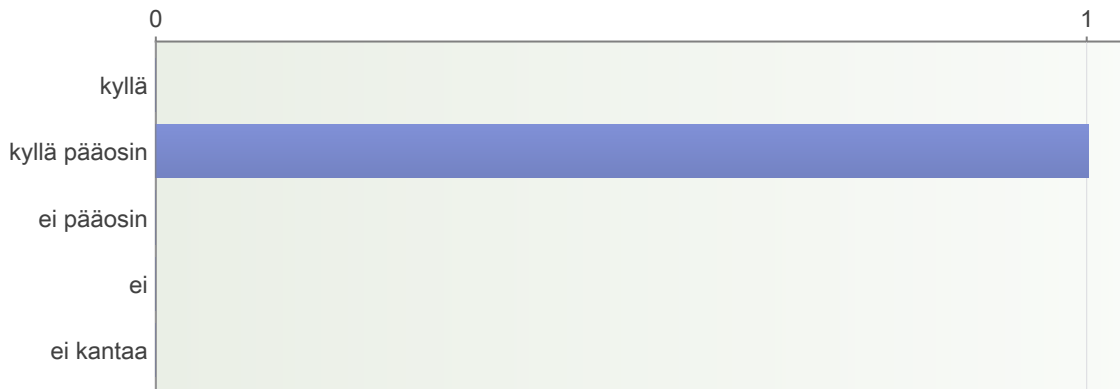 0 1
kyllä
kyllä pääosin
ei pääosin
ei
ei kantaa